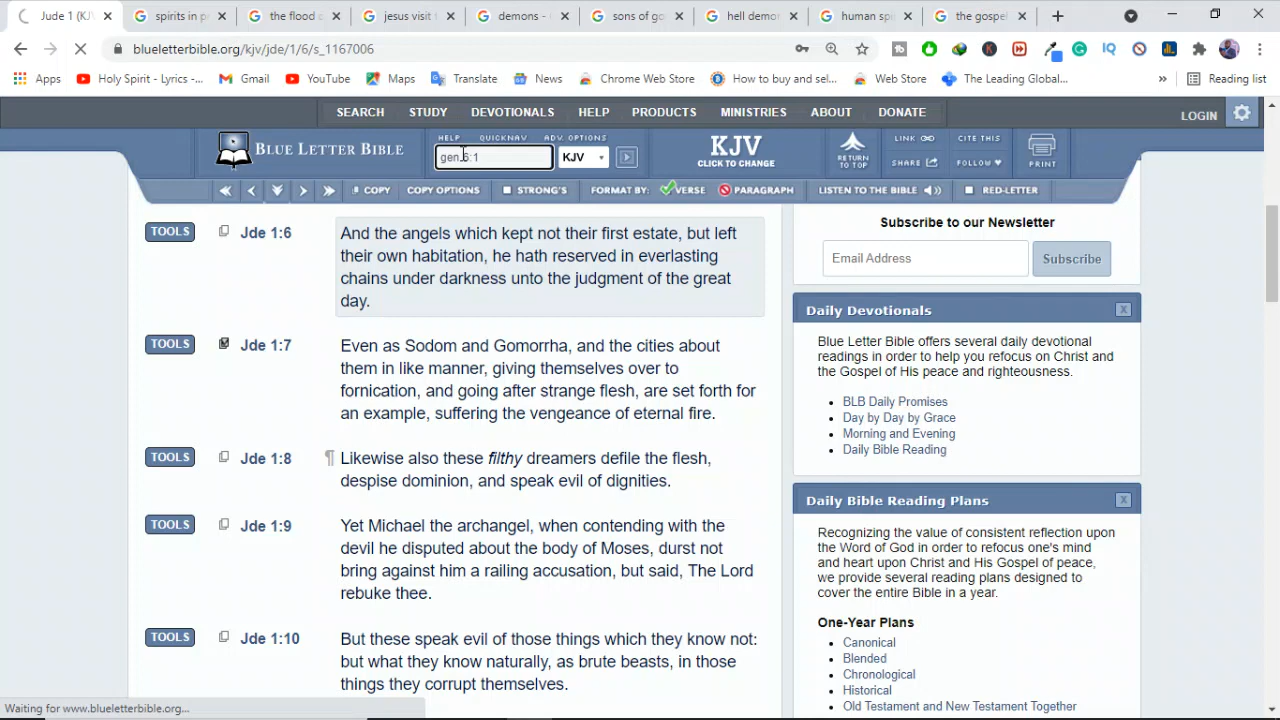 Jude 1 (KJV)
spirits in p
the flood o
jesus visit t
demons -
sons of go
hell demo
human spi
the gospel
blueletterbible.org/kjv/jde/1/6/s_1167006
Apps
Holy Spirit - Lyrics -...
Gmail
YouTube
Maps
Translate
News
Chrome Web Store
How to buy and sel...
Web Store
The Leading Global...
»
Reading list
SEARCH STUDY DEVOTIONALS HELP PRODUCTS MINISTRIES ABOUT DONATE
LOGIN
BLUE LETTER BIBLE
HELP QUICKNAV ADV. OPTIONS
gen.6:1
KJV
KJV
CLICK TO CHANGE
RETURN
TO TOP
LINK
CITE THIS
SHARE
FOLLOW
PRINT
COPY COPY OPTIONS STRONG'S FORMAT BY: VERSE PARAGRAPH LISTEN TO THE BIBLE RED-LETTER
TOOLS Jde 1:6 And the angels which kept not their first estate, but left
their own habitation, he hath reserved in everlasting
chains under darkness unto the judgment of the great
day.
TOOLS Jde 1:7 Even as Sodom and Gomorrha, and the cities about
them in like manner, giving themselves over to
fornication, and going after strange flesh, are set forth for
an example, suffering the vengeance of eternal fire.
TOOLS Jde 1:8 ¶ Likewise also these filthy dreamers defile the flesh,
despise dominion, and speak evil of dignities.
TOOLS Jde 1:9 Yet Michael the archangel, when contending with the
devil he disputed about the body of Moses, durst not
bring against him a railing accusation, but said, The Lord
rebuke thee.
TOOLS Jde 1:10 But these speak evil of those things which they know not:
but what they know naturally, as brute beasts, in those
things they corrupt themselves.
Subscribe to our Newsletter
Email Address
Subscribe
Daily Devotionals
X
Blue Letter Bible offers several daily devotional
readings in order to help you refocus on Christ and
the Gospel of His peace and righteousness.
BLB Daily Promises
Day by Day by Grace
Morning and Evening
Daily Bible Reading
Daily Bible Reading Plans
X
Recognizing the value of consistent reflection upon
the Word of God in order to refocus one's mind
and heart upon Christ and His Gospel of peace,
we provide several reading plans designed to
cover the entire Bible in a year.
One-Year Plans
Canonical
Blended
Chronological
Historical
Old Testament and New Testament Together
Waiting for www.blueletterbible.org...